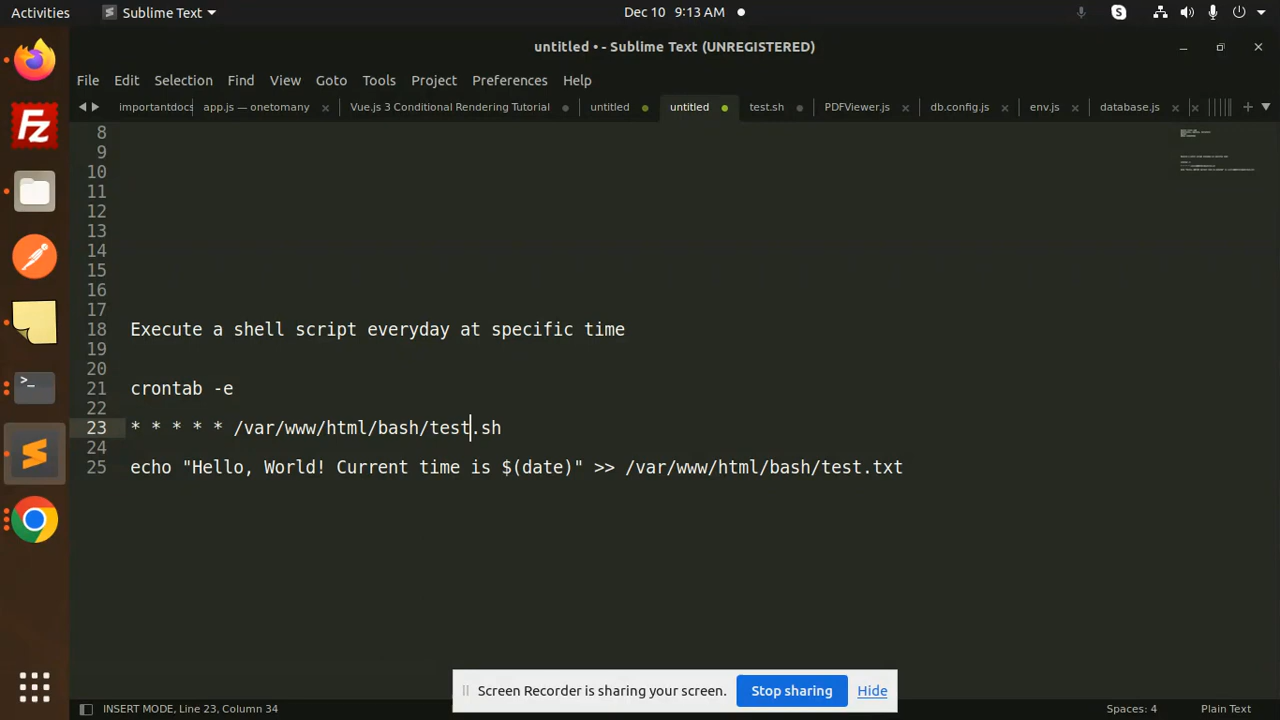 Activities Sublime Text Dec 10 9:13 AM
untitled • - Sublime Text (UNREGISTERED)
File Edit Selection Find View Goto Tools Project Preferences Help
importantdocs app.js — onetomany Vue.js 3 Conditional Rendering Tutorial untitled untitled test.sh PDFViewer.js db.config.js env.js database.js
8
9
10
11
12
13
14
15
16
17
18 Execute a shell script everyday at specific time
19
20
21 crontab -e
22
23 * * * * * /var/www/html/bash/test.sh
24
25 echo "Hello, World! Current time is $(date)" >> /var/www/html/bash/test.txt
Screen Recorder is sharing your screen. Stop sharing Hide
INSERT MODE, Line 23, Column 34 Spaces: 4 Plain Text